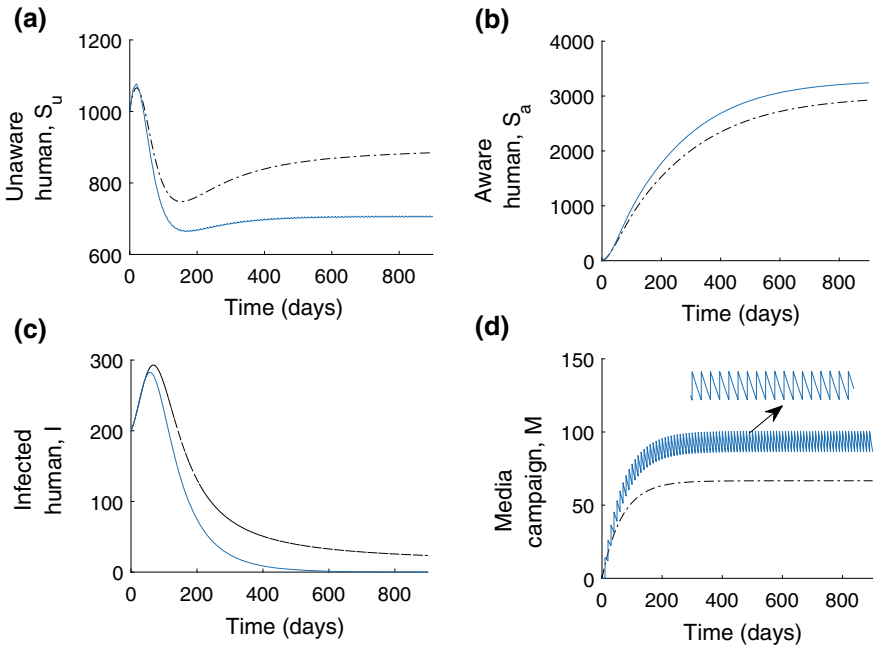 (a)
1200
1000
800
600
Unaware
human, S_u
0 200 400 600 800
Time (days)
(b)
4000
3000
2000
1000
0
Aware
human, S_a
0 200 400 600 800
Time (days)
(c)
300
200
100
0
Infected
human, I
0 200 400 600 800
Time (days)
(d)
150
100
50
0
Media
campaign, M
0 200 400 600 800
Time (days)